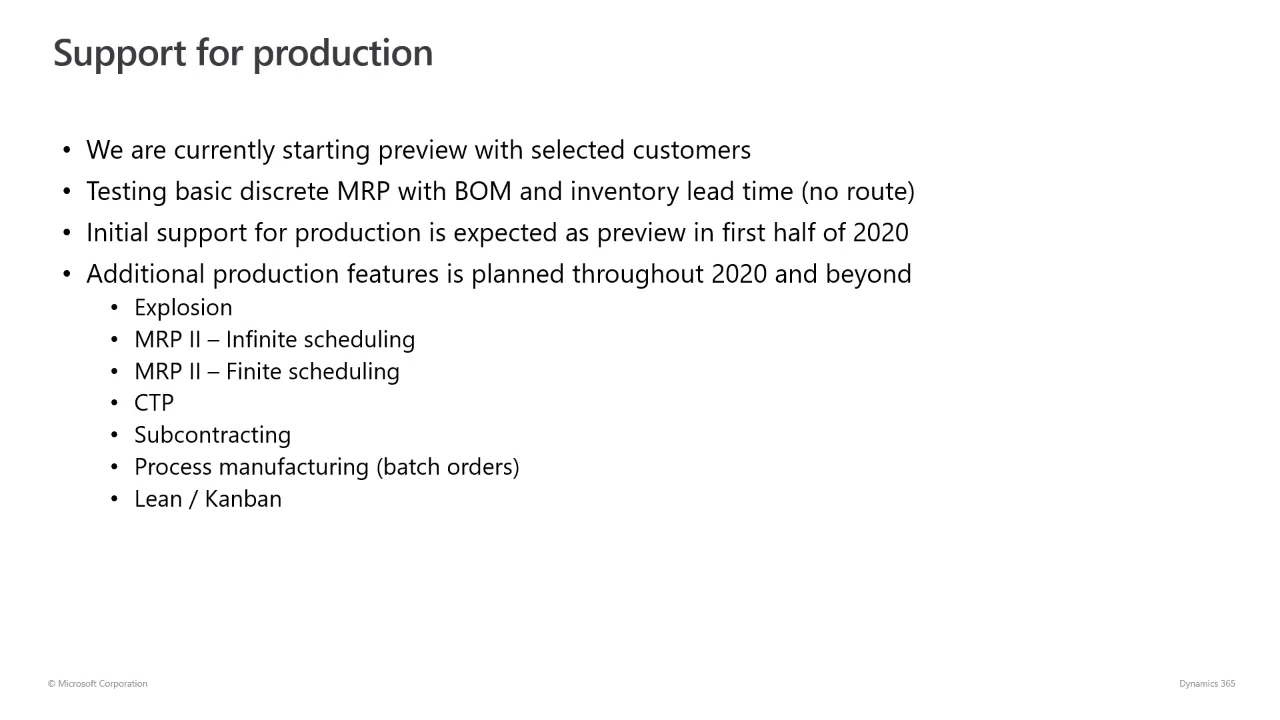 Support for production
• We are currently starting preview with selected customers
• Testing basic discrete MRP with BOM and inventory lead time (no route)
• Initial support for production is expected as preview in first half of 2020
• Additional production features is planned throughout 2020 and beyond
• Explosion
• MRP II – Infinite scheduling
• MRP II – Finite scheduling
• CTP
• Subcontracting
• Process manufacturing (batch orders)
• Lean / Kanban
© Microsoft Corporation
Dynamics 365